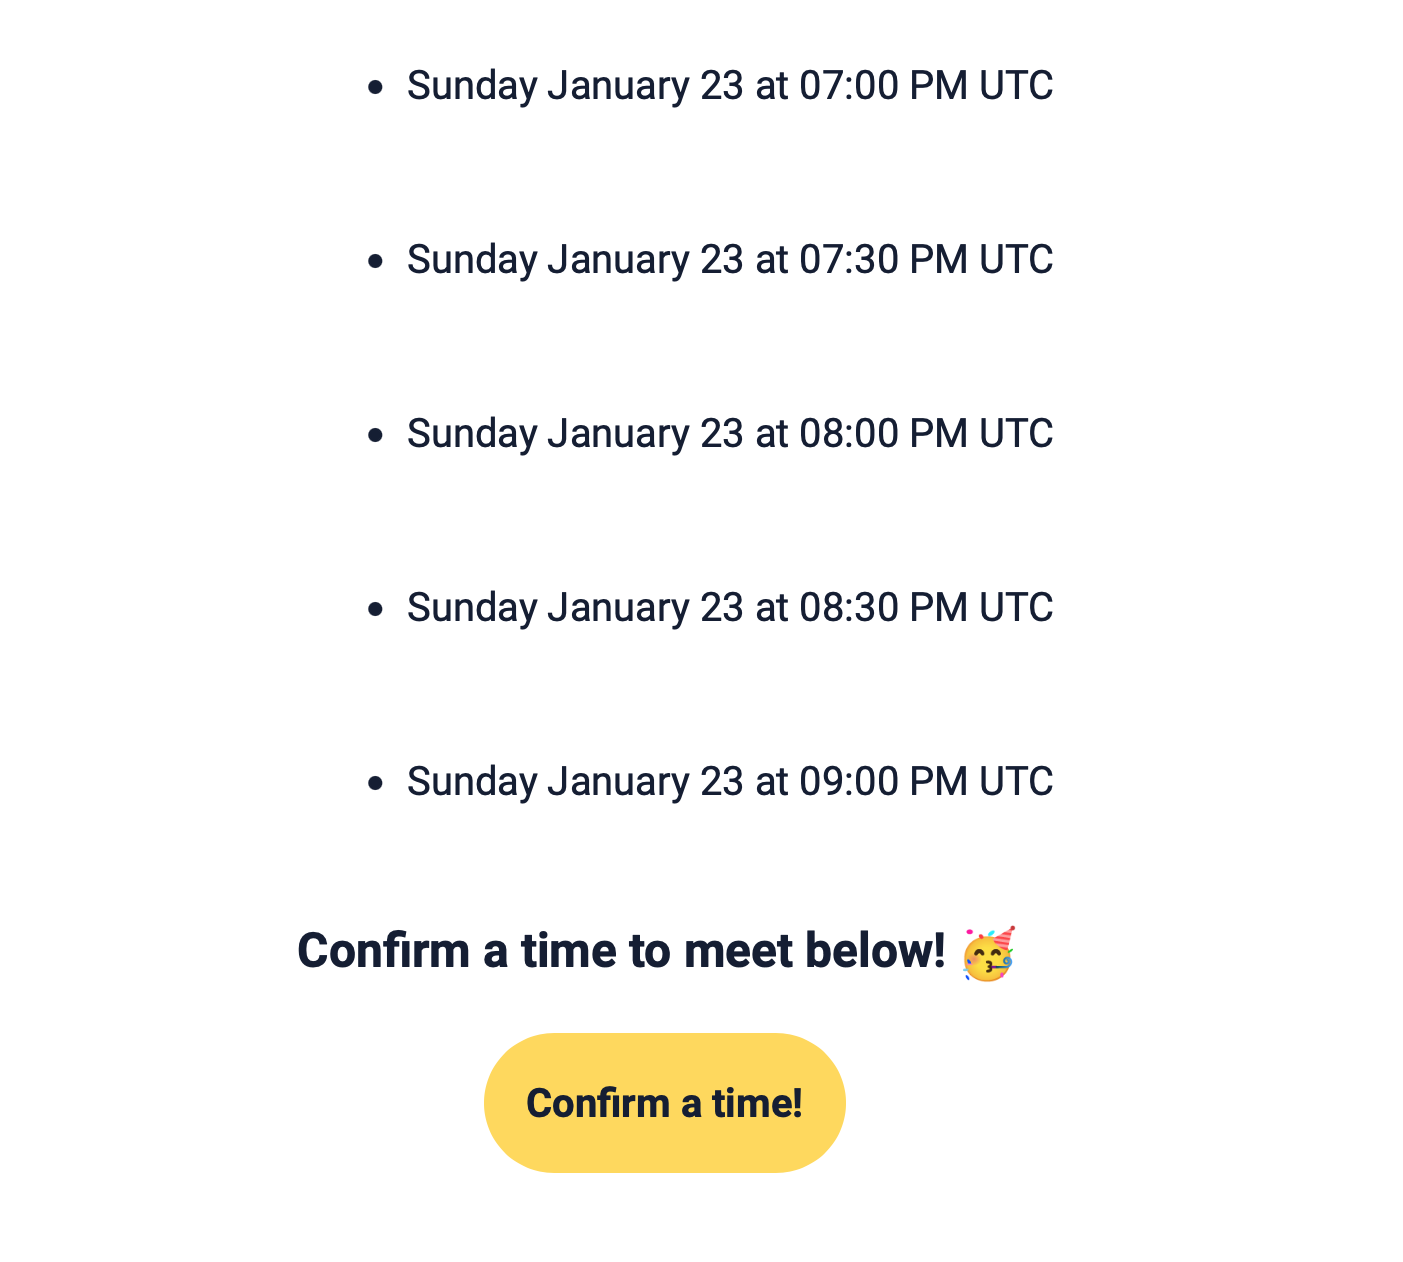 • Sunday January 23 at 07:00 PM UTC
• Sunday January 23 at 07:30 PM UTC
• Sunday January 23 at 08:00 PM UTC
• Sunday January 23 at 08:30 PM UTC
• Sunday January 23 at 09:00 PM UTC
Confirm a time to meet below! 🥳
Confirm a time!